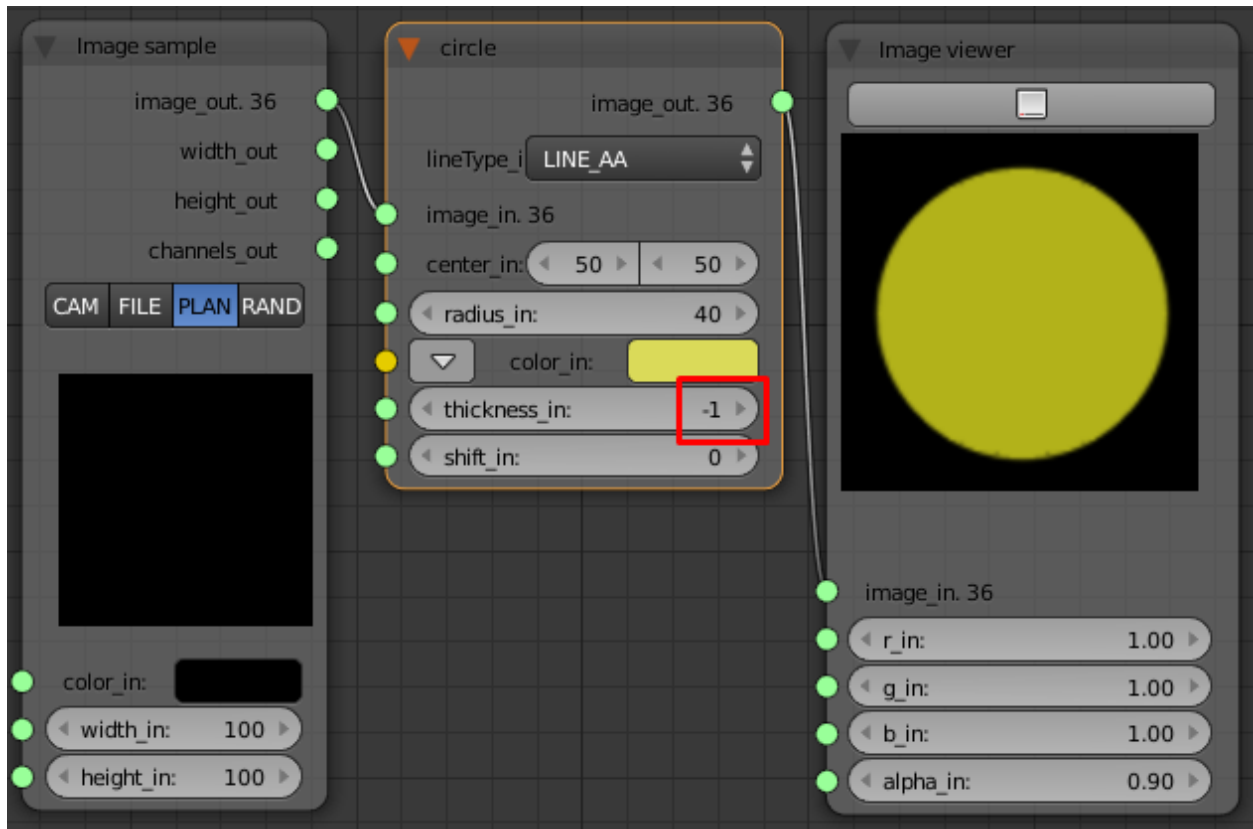 Image sample
image_out. 36
width_out
height_out
channels_out
CAM FILE PLAN RAND
color_in:
width_in: 100
height_in: 100
circle
image_out. 36
lineType_i LINE_AA
image_in. 36
center_in: 50 50
radius_in: 40
color_in:
thickness_in: -1
shift_in: 0
Image viewer
image_in. 36
r_in: 1.00
g_in: 1.00
b_in: 1.00
alpha_in: 0.90